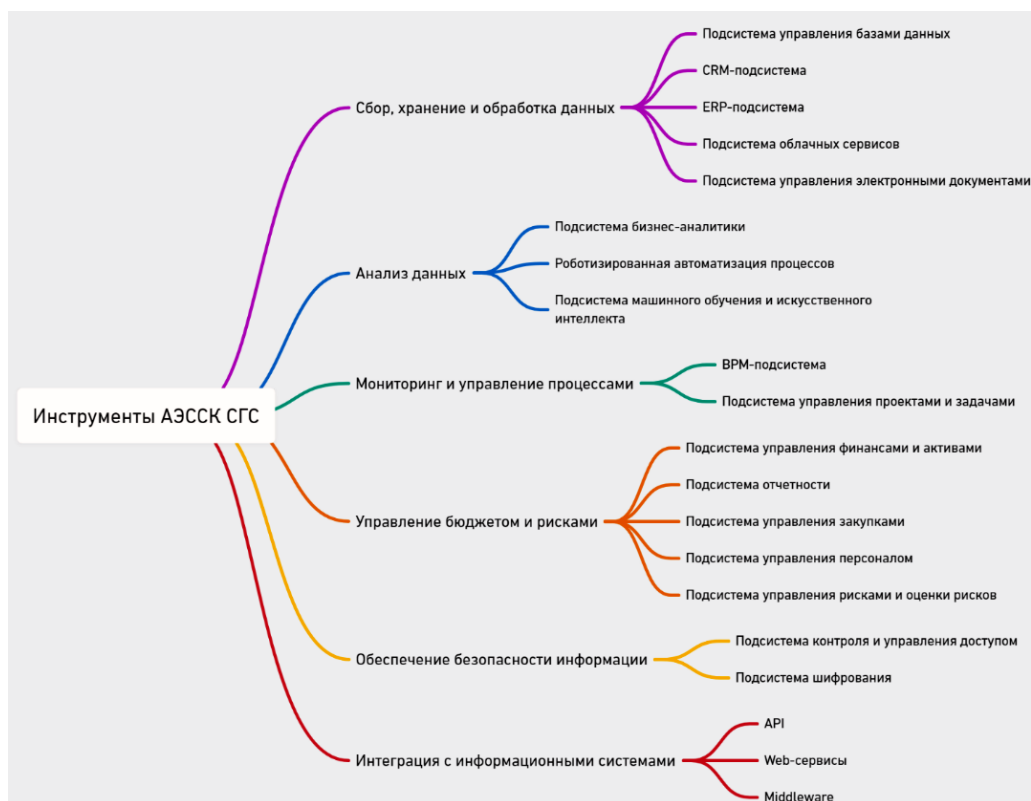 Подсистема управления базами данных
CRM-подсистема
Сбор, хранение и обработка данных
ERP-подсистема
Подсистема облачных сервисов
Подсистема управления электронными документами
Подсистема бизнес-аналитики
Анализ данных
Роботизированная автоматизация процессов
Подсистема машинного обучения и искусственного
интеллекта
Мониторинг и управление процессами
BPM-подсистема
Подсистема управления проектами и задачами
Инструменты АЭССК СГС
Подсистема управления финансами и активами
Подсистема отчетности
Управление бюджетом и рисками
Подсистема управления закупками
Подсистема управления персоналом
Подсистема управления рисками и оценки рисков
Обеспечение безопасности информации
Подсистема контроля и управления доступом
Подсистема шифрования
Интеграция с информационными системами
API
Web-сервисы
Middleware